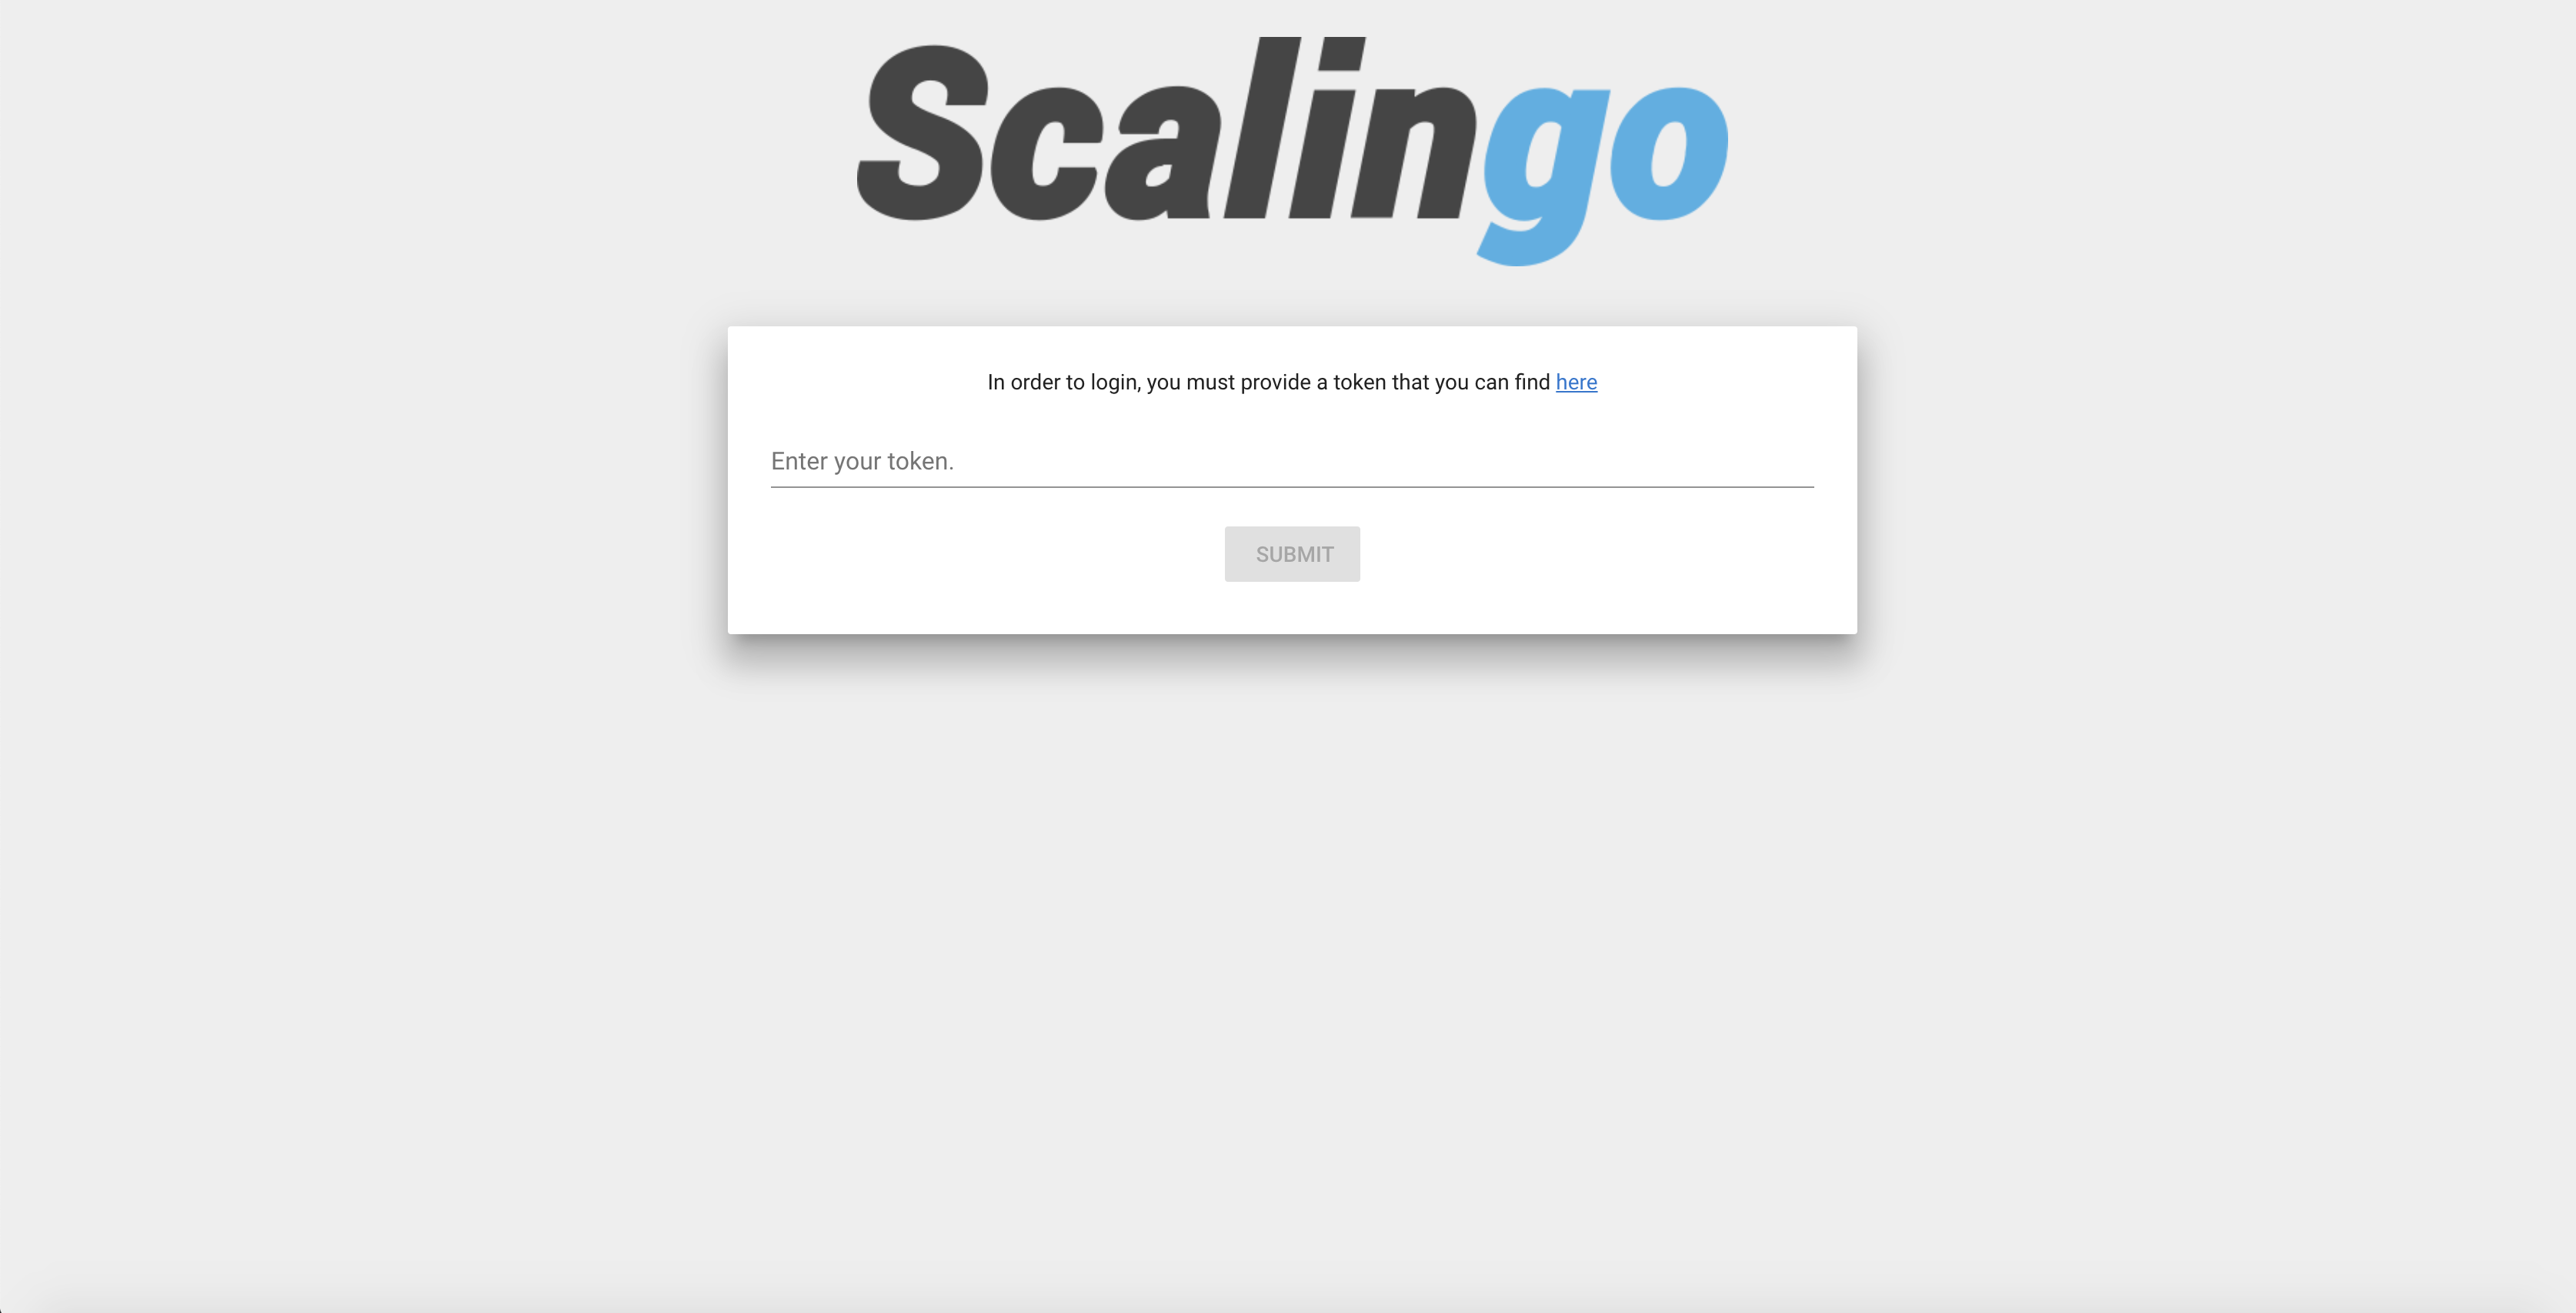 Scalingo
In order to login, you must provide a token that you can find here
Enter your token.
SUBMIT